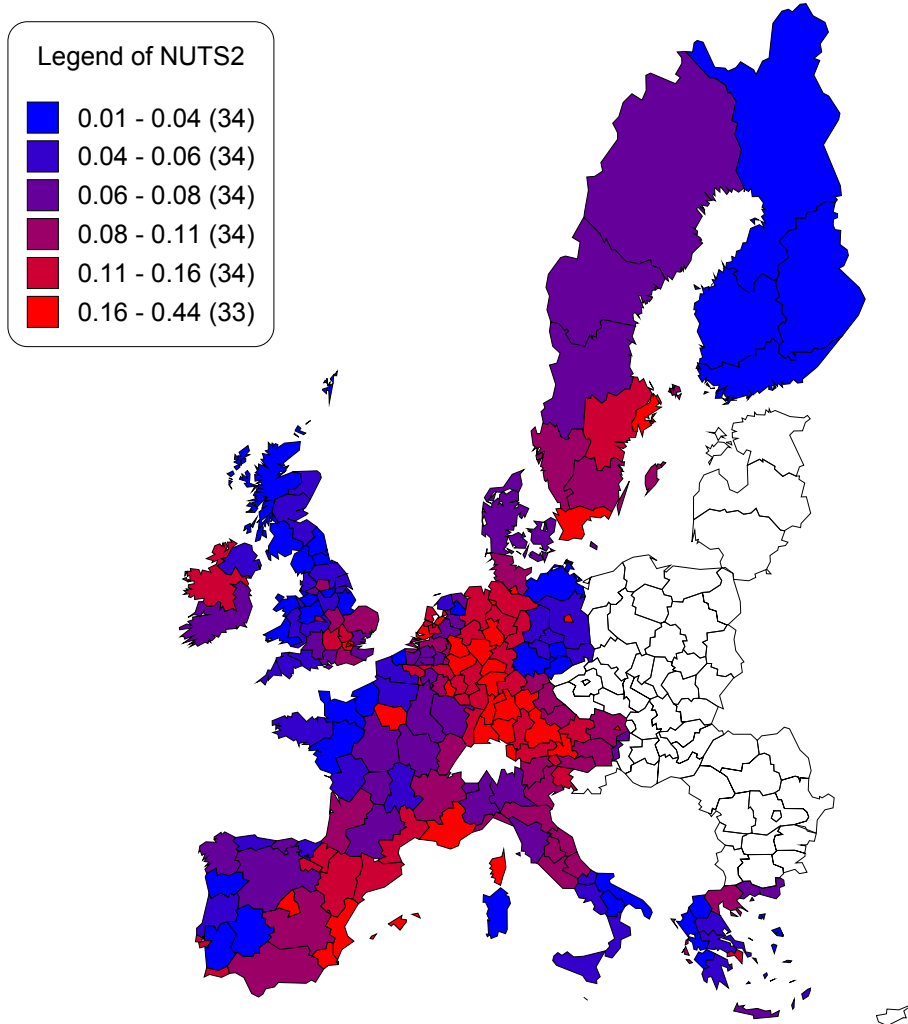 Legend of NUTS2
0.01 - 0.04 (34)
0.04 - 0.06 (34)
0.06 - 0.08 (34)
0.08 - 0.11 (34)
0.11 - 0.16 (34)
0.16 - 0.44 (33)